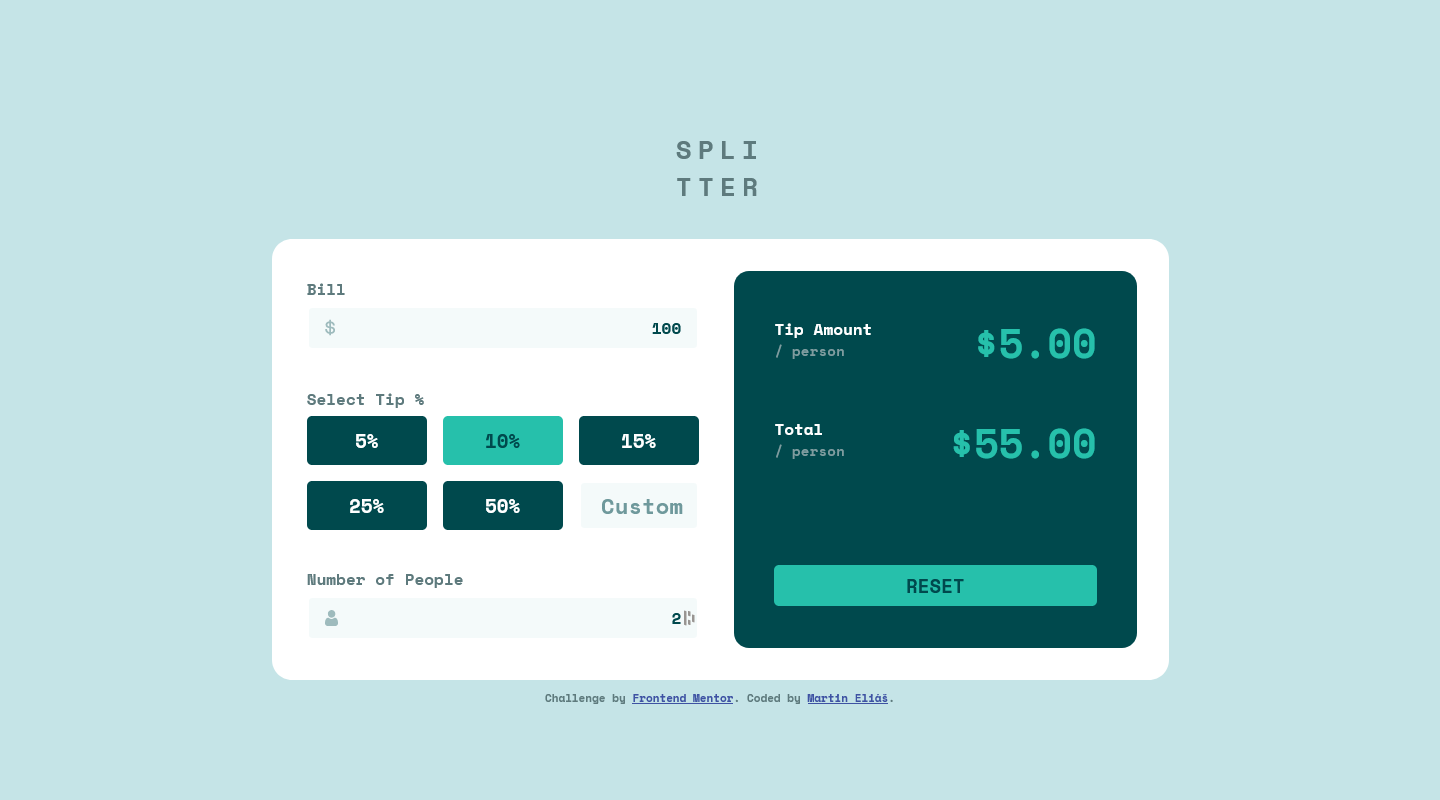 SPLI
TTER
Bill
$ 100
Select Tip %
5% 10% 15%
25% 50% Custom
Number of People
2
Tip Amount
/ person
$5.00
Total
/ person
$55.00
RESET
Challenge by Frontend Mentor. Coded by Martin Eliáš.